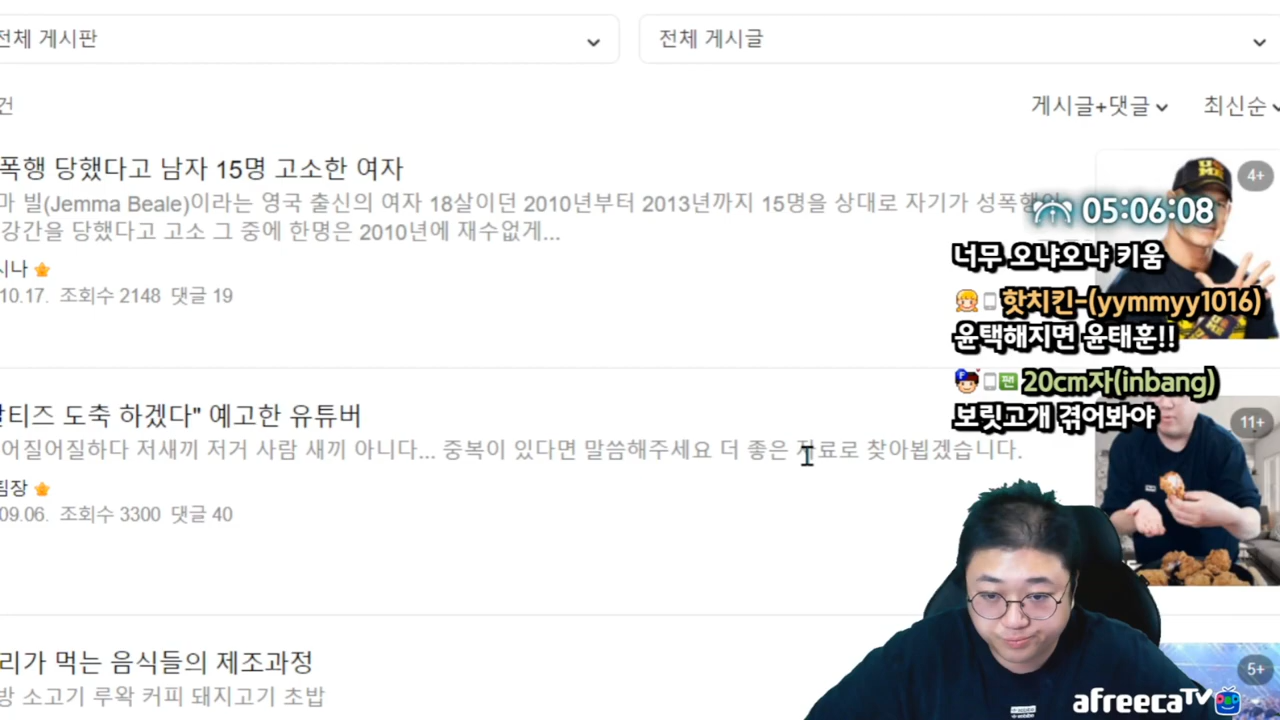 전체 게시판
전체 게시글
건
게시글+댓글
최신순
폭행 당했다고 남자 15명 고소한 여자
마 빌(Jemma Beale)이라는 영국 출신의 여자 18살이던 2010년부터 2013년까지 15명을 상대로 자기가 성폭행이
강간을 당했다고 고소 그 중에 한명은 2010년에 재수없게...
시나
10.17. 조회수 2148 댓글 19
4+
05:06:08
너무 오냐오냐 키움
핫치킨-(yymmyy1016)
윤택해지면 윤태훈!!
F 팬 20cm자(inbang)
보릿고개 겪어봐야
티즈 도축 하겠다" 예고한 유튜버
어질어질하다 저새끼 저거 사람 새끼 아니다... 중복이 있다면 말씀해주세요 더 좋은 자료로 찾아뵙겠습니다.
팀장
09.06. 조회수 3300 댓글 40
11+
리가 먹는 음식들의 제조과정
방 소고기 루왁 커피 돼지고기 초밥
5+
afreecaTV